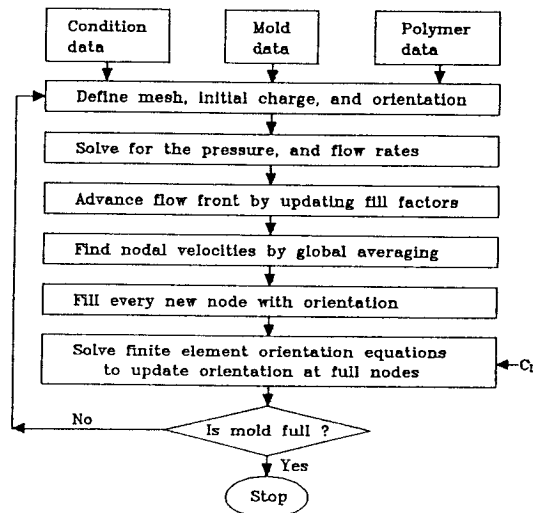 Condition
data
Mold
data
Polymer
data
Define mesh, initial charge, and orientation
Solve for the pressure, and flow rates
Advance flow front by updating fill factors
Find nodal velocities by global averaging
Fill every new node with orientation
Solve finite element orientation equations
to update orientation at full nodes
No
Is mold full ?
Yes
Stop